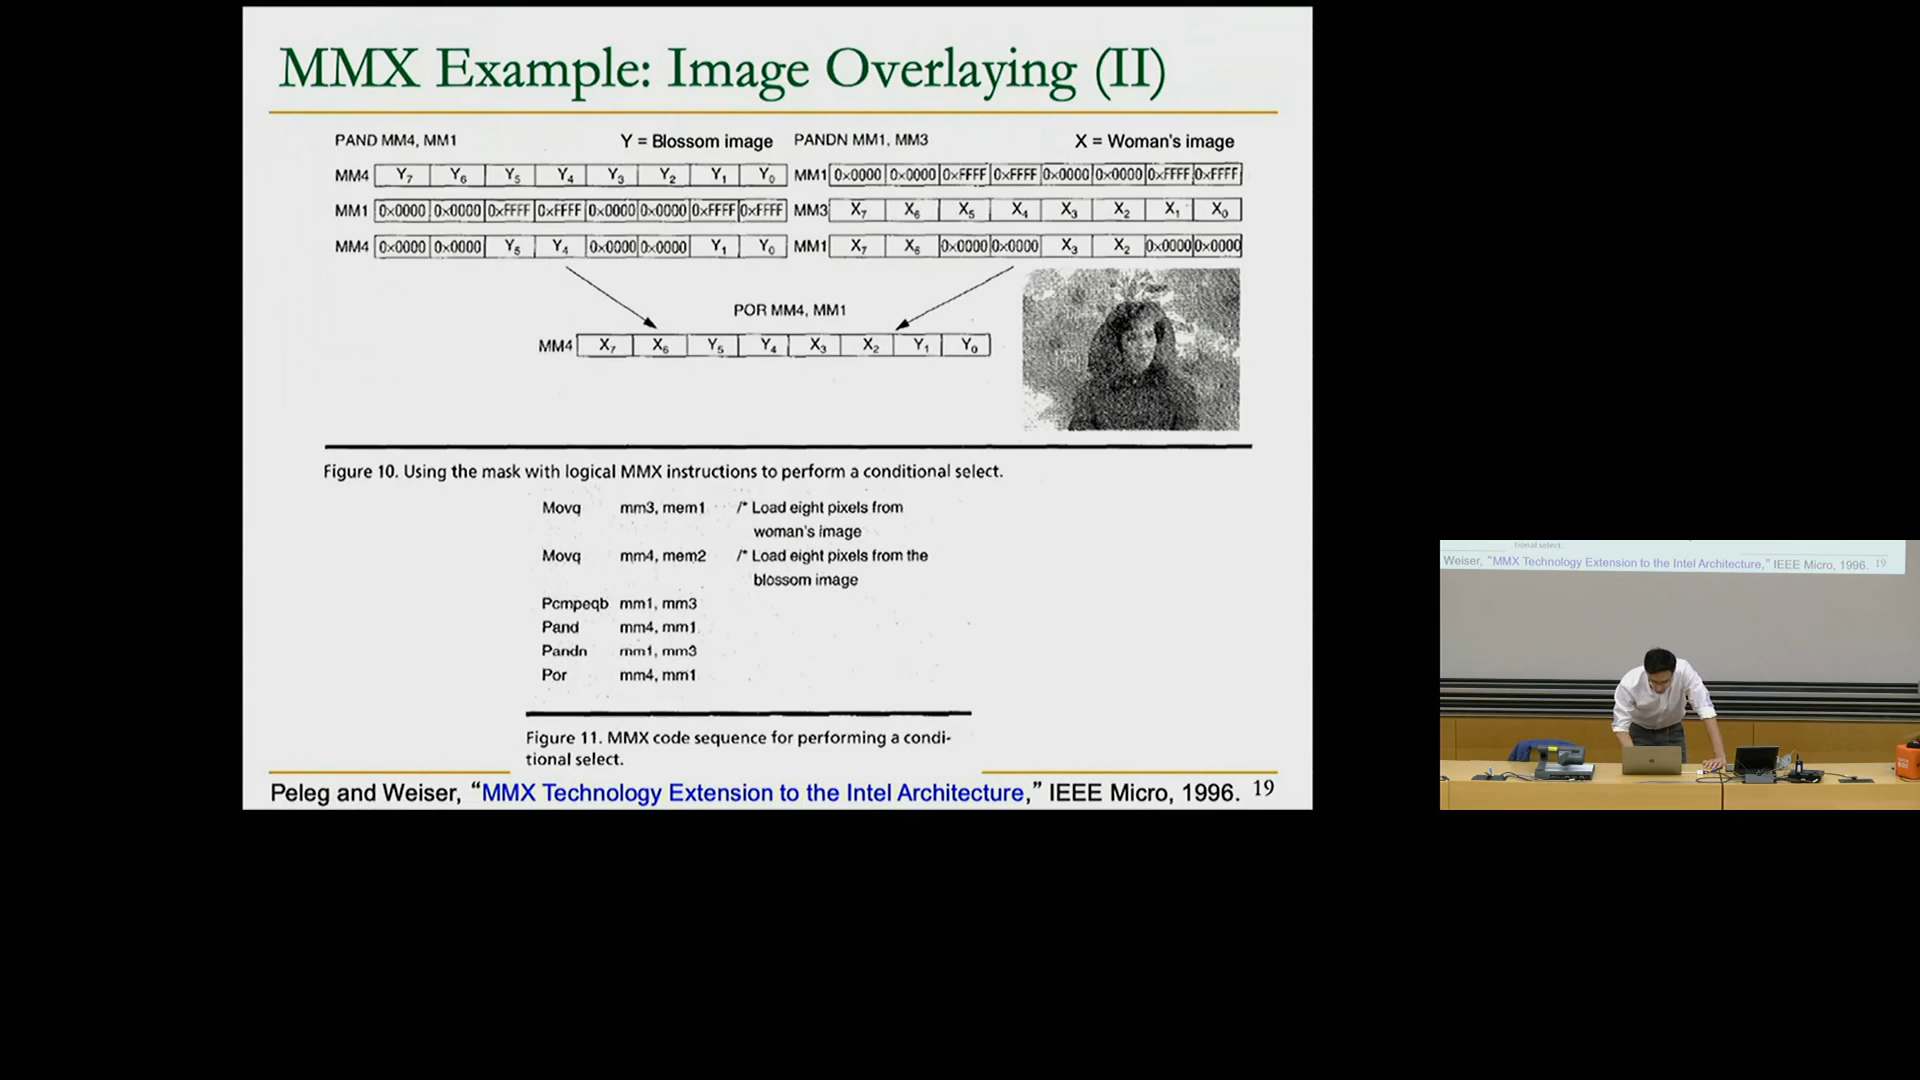 MMX Example: Image Overlaying (II)
PAND MM4, MM1 Y = Blossom image PANDN MM1, MM3 X = Woman's image
MM4 Y7 Y6 Y5 Y4 Y3 Y2 Y1 Y0 MM1 0x0000 0x0000 0xFFFF 0xFFFF 0x0000 0x0000 0xFFFF 0xFFFF
MM1 0x0000 0x0000 0xFFFF 0xFFFF 0x0000 0x0000 0xFFFF 0xFFFF MM3 X7 X6 X5 X4 X3 X2 X1 X0
MM4 0x0000 0x0000 Y5 Y4 0x0000 0x0000 Y1 Y0 MM1 X7 X6 0x0000 0x0000 X3 X2 0x0000 0x0000
POR MM4, MM1
MM4 X7 X6 Y5 Y4 X3 X2 Y1 Y0
Figure 10. Using the mask with logical MMX instructions to perform a conditional select.
Movq mm3, mem1 /* Load eight pixels from
woman's image
Movq mm4, mem2 /* Load eight pixels from the
blossom image
Pcmpeqb mm1, mm3
Pand mm4, mm1
Pandn mm1, mm3
Por mm4, mm1
Figure 11. MMX code sequence for performing a condi-
tional select.
Peleg and Weiser, “MMX Technology Extension to the Intel Architecture,” IEEE Micro, 1996. 19
tional select.
Weiser, “MMX Technology Extension to the Intel Architecture,” IEEE Micro, 1996. 19